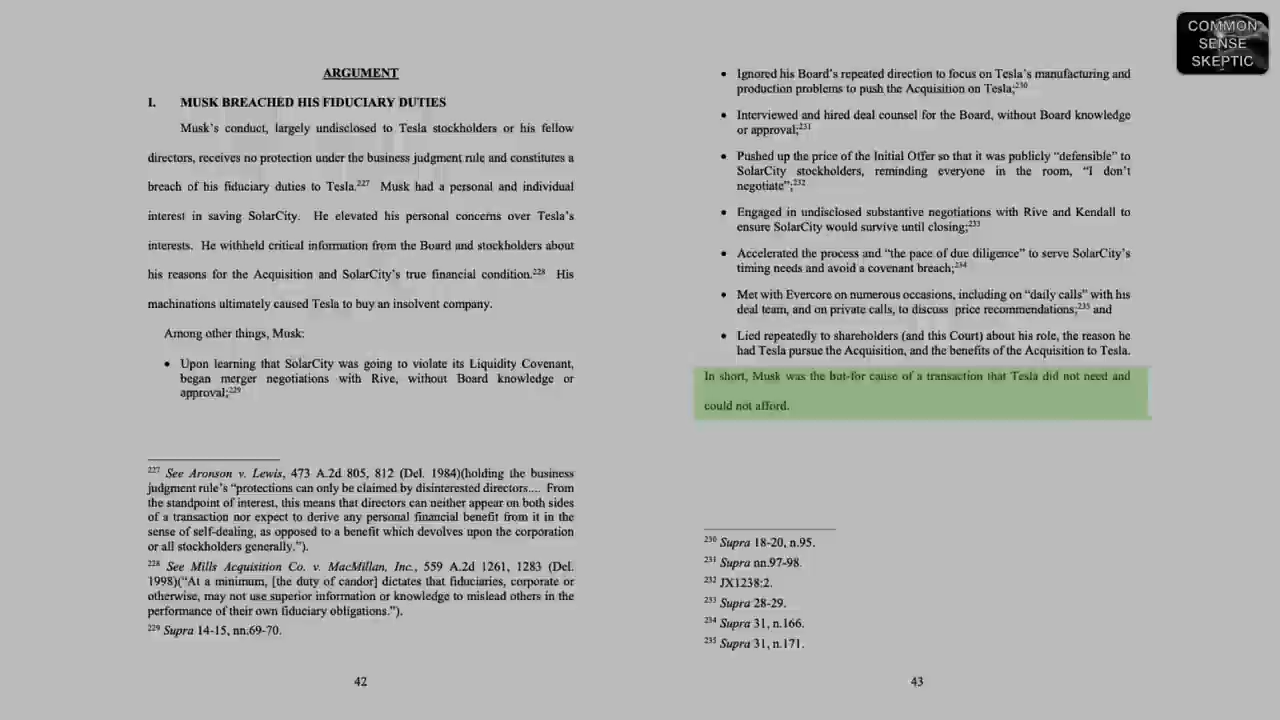 COMMON
SENSE
SKEPTIC
ARGUMENT
I. MUSK BREACHED HIS FIDUCIARY DUTIES
Musk's conduct, largely undisclosed to Tesla stockholders or his fellow
directors, receives no protection under the business judgment rule and constitutes a
breach of his fiduciary duties to Tesla.227 Musk had a personal and individual
interest in saving SolarCity. He elevated his personal concerns over Tesla's
interests. He withheld critical information from the Board and stockholders about
his reasons for the Acquisition and SolarCity's true financial condition.228 His
machinations ultimately caused Tesla to buy an insolvent company.
Among other things, Musk:
• Upon learning that SolarCity was going to violate its Liquidity Covenant,
began merger negotiations with Rive, without Board knowledge or
approval;229
227 See Aronson v. Lewis, 473 A.2d 805, 812 (Del. 1984)(holding the business
judgment rule's "protections can only be claimed by disinterested directors.... From
the standpoint of interest, this means that directors can neither appear on both sides
of a transaction nor expect to derive any personal financial benefit from it in the
sense of self-dealing, as opposed to a benefit which devolves upon the corporation
or all stockholders generally.").
228 See Mills Acquisition Co. v. MacMillan, Inc., 559 A.2d 1261, 1283 (Del.
1998)("At a minimum, [the duty of candor] dictates that fiduciaries, corporate or
otherwise, may not use superior information or knowledge to mislead others in the
performance of their own fiduciary obligations.").
229 Supra 14-15, nn.69-70.
42
• Ignored his Board's repeated direction to focus on Tesla's manufacturing and
production problems to push the Acquisition on Tesla;230
• Interviewed and hired deal counsel for the Board, without Board knowledge
or approval;231
• Pushed up the price of the Initial Offer so that it was publicly "defensible" to
SolarCity stockholders, reminding everyone in the room, "I don't
negotiate";232
• Engaged in undisclosed substantive negotiations with Rive and Kendall to
ensure SolarCity would survive until closing;233
• Accelerated the process and "the pace of due diligence" to serve SolarCity's
timing needs and avoid a covenant breach;234
• Met with Evercore on numerous occasions, including on "daily calls" with his
deal team, and on private calls, to discuss price recommendations;235 and
• Lied repeatedly to shareholders (and this Court) about his role, the reason he
had Tesla pursue the Acquisition, and the benefits of the Acquisition to Tesla.
In short, Musk was the but-for cause of a transaction that Tesla did not need and
could not afford.
230 Supra 18-20, n.95.
231 Supra nn.97-98.
232 JX1238:2.
233 Supra 28-29.
234 Supra 31, n.166.
235 Supra 31, n.171.
43